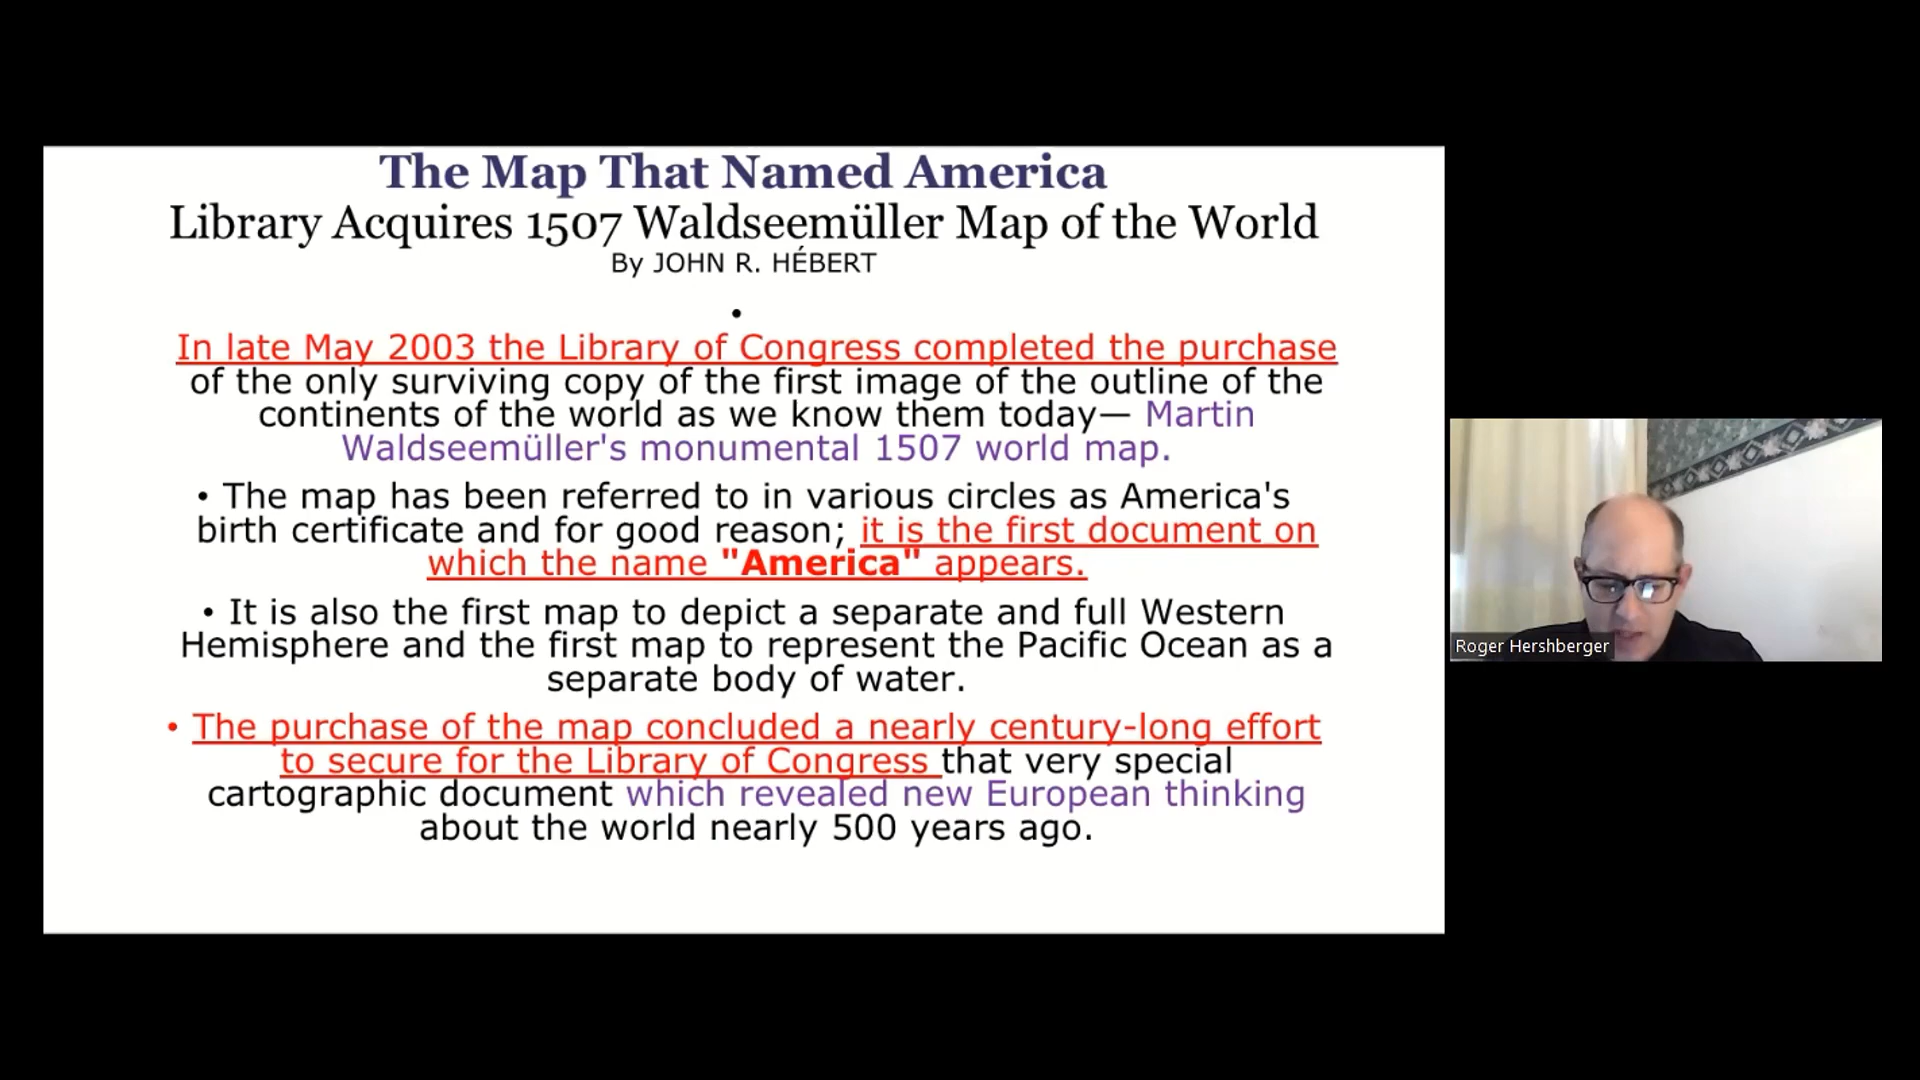 The Map That Named America
Library Acquires 1507 Waldseemüller Map of the World
By JOHN R. HÉBERT
•
In late May 2003 the Library of Congress completed the purchase
of the only surviving copy of the first image of the outline of the
continents of the world as we know them today— Martin
Waldseemüller's monumental 1507 world map.
• The map has been referred to in various circles as America's
birth certificate and for good reason; it is the first document on
which the name "America" appears.
• It is also the first map to depict a separate and full Western
Hemisphere and the first map to represent the Pacific Ocean as a
separate body of water.
• The purchase of the map concluded a nearly century-long effort
to secure for the Library of Congress that very special
cartographic document which revealed new European thinking
about the world nearly 500 years ago.
Roger Hershberger